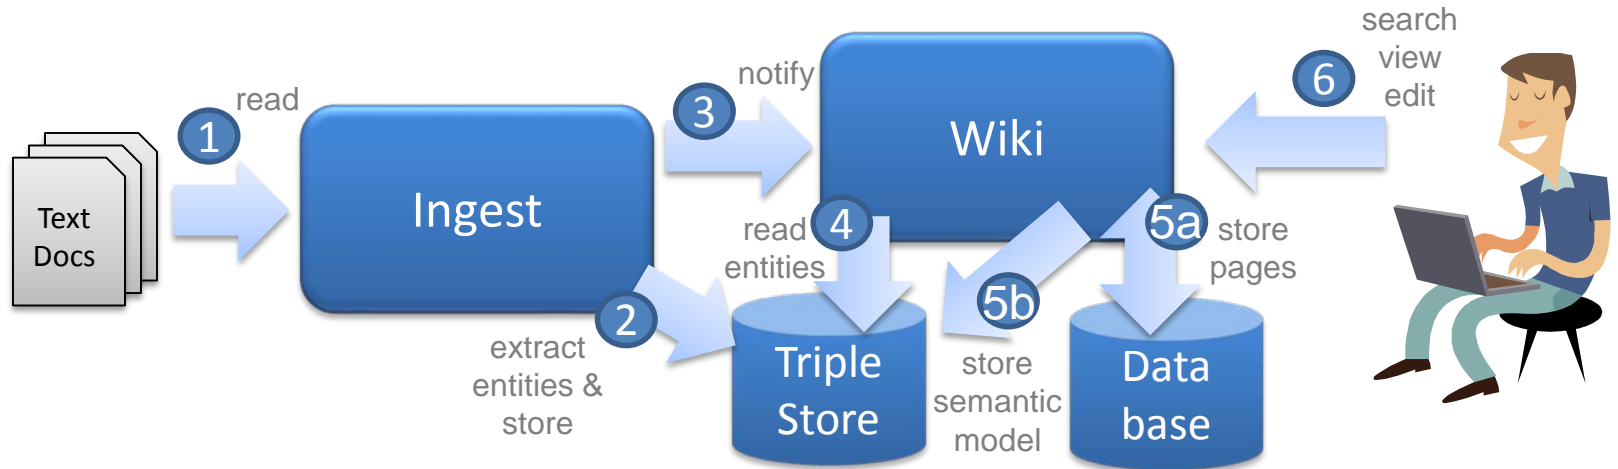 Text
Docs
1
read
Ingest
2
extract
entities &
store
3
notify
Wiki
4
read
entities
Triple
Store
5b
store
semantic
model
5a
store
pages
Data
base
6
search
view
edit